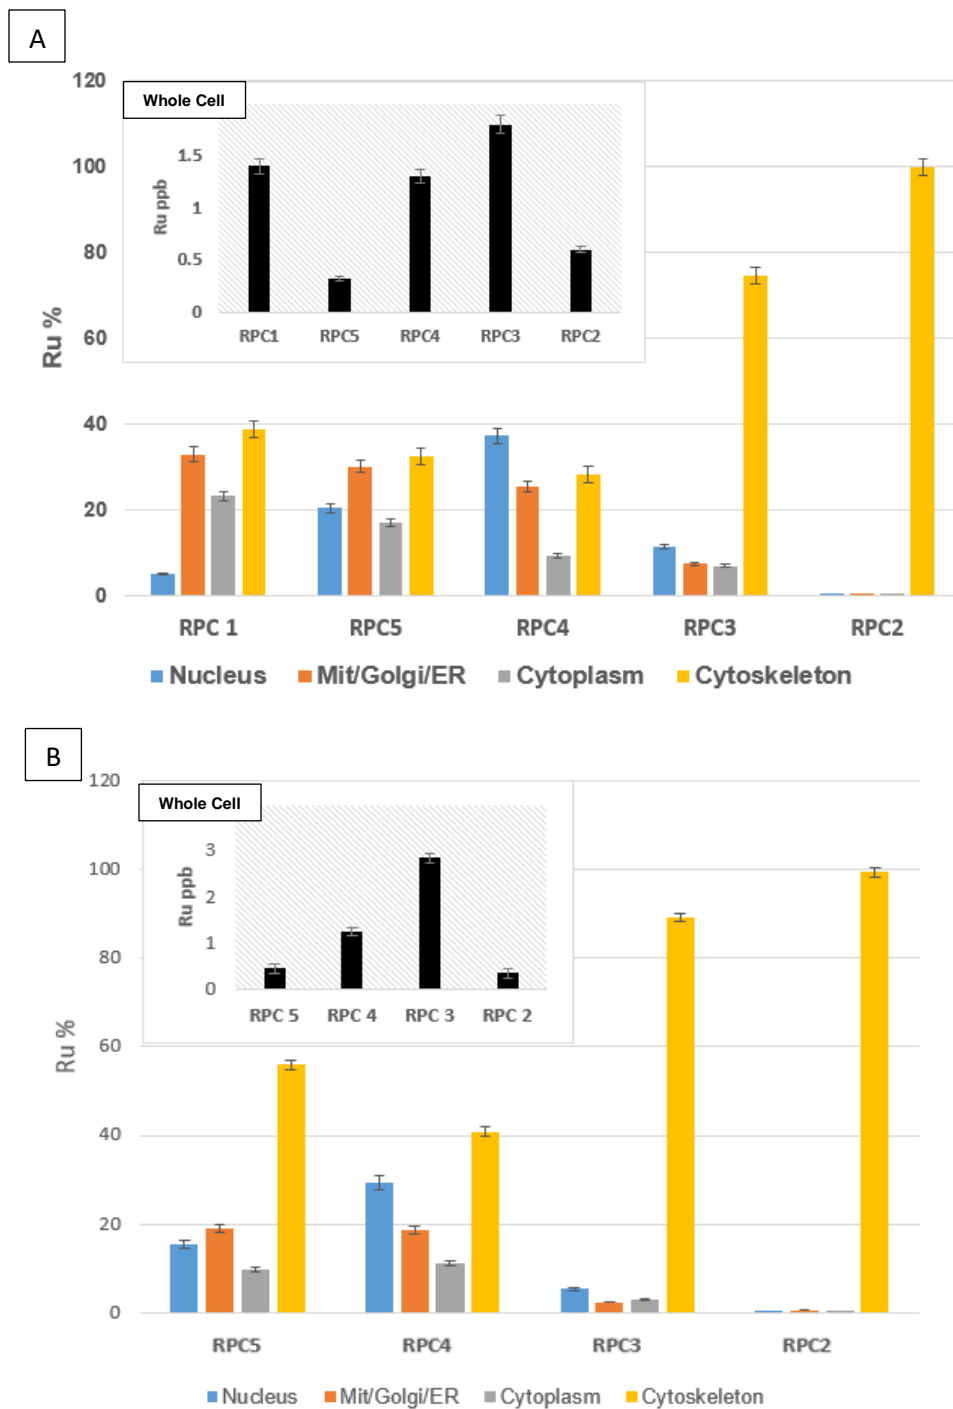 A
120
100
80
60
40
20
0
Ru %
Whole Cell
Ru ppb
1.5
1
0.5
0
RPC1 RPC5 RPC4 RPC3 RPC2
RPC 1 RPC5 RPC4 RPC3 RPC2
Nucleus Mit/Golgi/ER Cytoplasm Cytoskeleton
B
120
100
80
60
40
20
0
Ru %
Whole Cell
Ru ppb
3
2
1
0
RPC 5 RPC 4 RPC 3 RPC 2
RPC5 RPC4 RPC3 RPC2
Nucleus Mit/Golgi/ER Cytoplasm Cytoskeleton